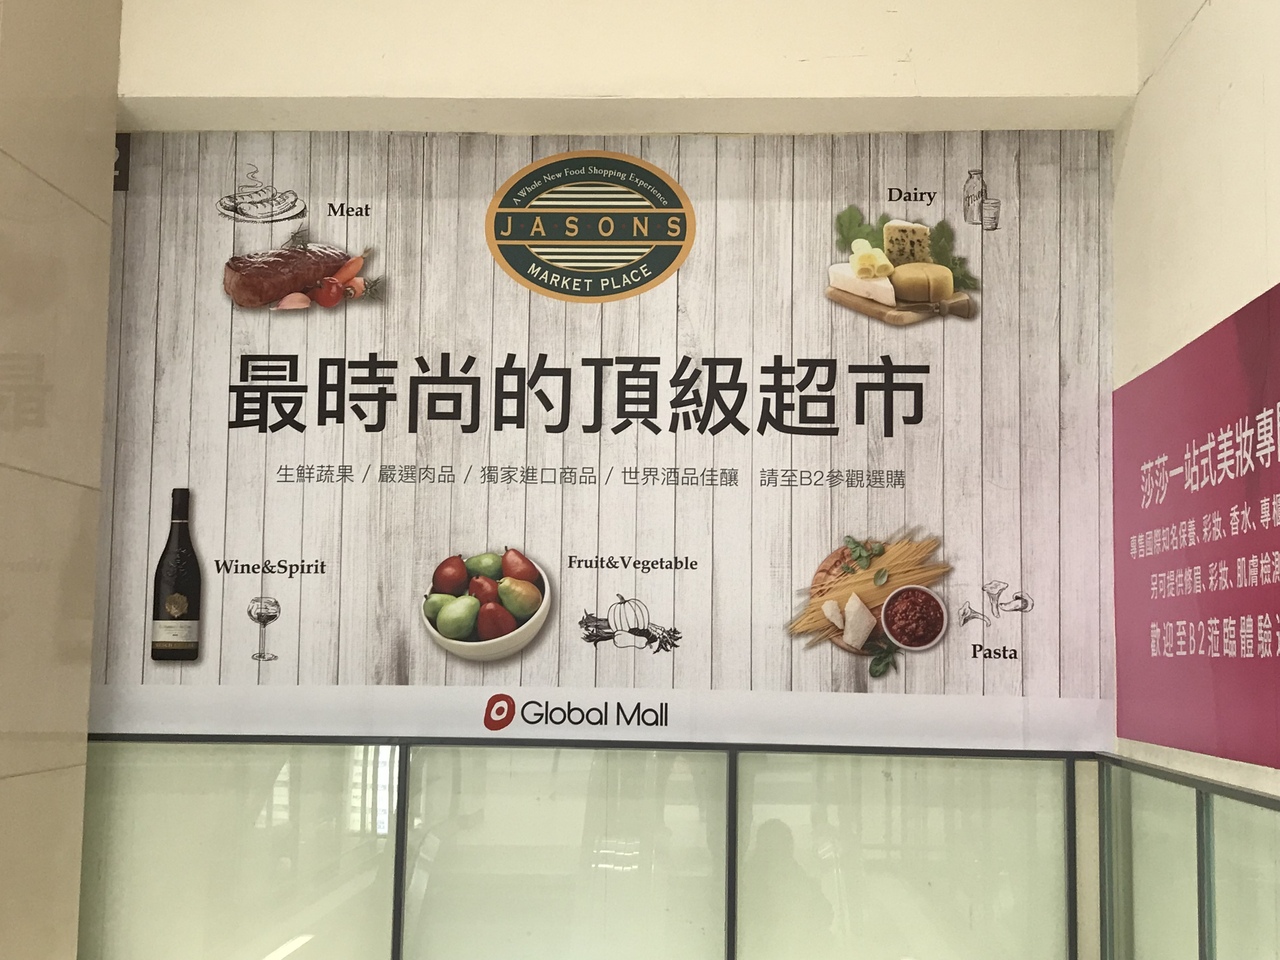 A Whole New Food Shopping Experience
JASONS
MARKET PLACE
Meat
Dairy
最時尚的頂級超市
生鮮蔬果 / 嚴選肉品 / 獨家進口商品 / 世界酒品佳釀 請至B2參觀選購
Wine&Spirit
Fruit&Vegetable
Pasta
Global Mall
莎莎一站式美妝專
專售國際知名保養、彩妝、香水、專櫃
另可提供修眉、彩妝、肌膚檢測
歡迎至B2蒞臨體驗